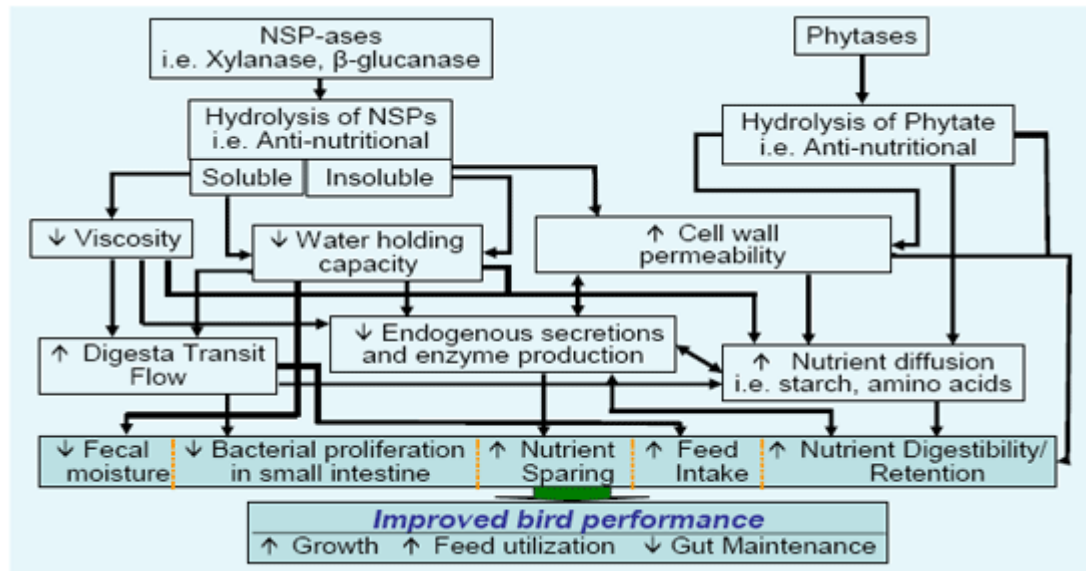 NSP-ases
i.e. Xylanase, β-glucanase
Phytases
Hydrolysis of NSPs
i.e. Anti-nutritional
Soluble
Insoluble
Hydrolysis of Phytate
i.e. Anti-nutritional
↓ Viscosity
↓ Water holding
capacity
↑ Cell wall
permeability
↑ Digesta Transit
Flow
↓ Endogenous secretions
and enzyme production
↑ Nutrient diffusion
i.e. starch, amino acids
↓ Fecal
moisture
↓ Bacterial proliferation
in small intestine
↑ Nutrient
Sparing
↑ Feed
Intake
↑ Nutrient Digestibility/
Retention
Improved bird performance
↑ Growth ↑ Feed utilization ↓ Gut Maintenance